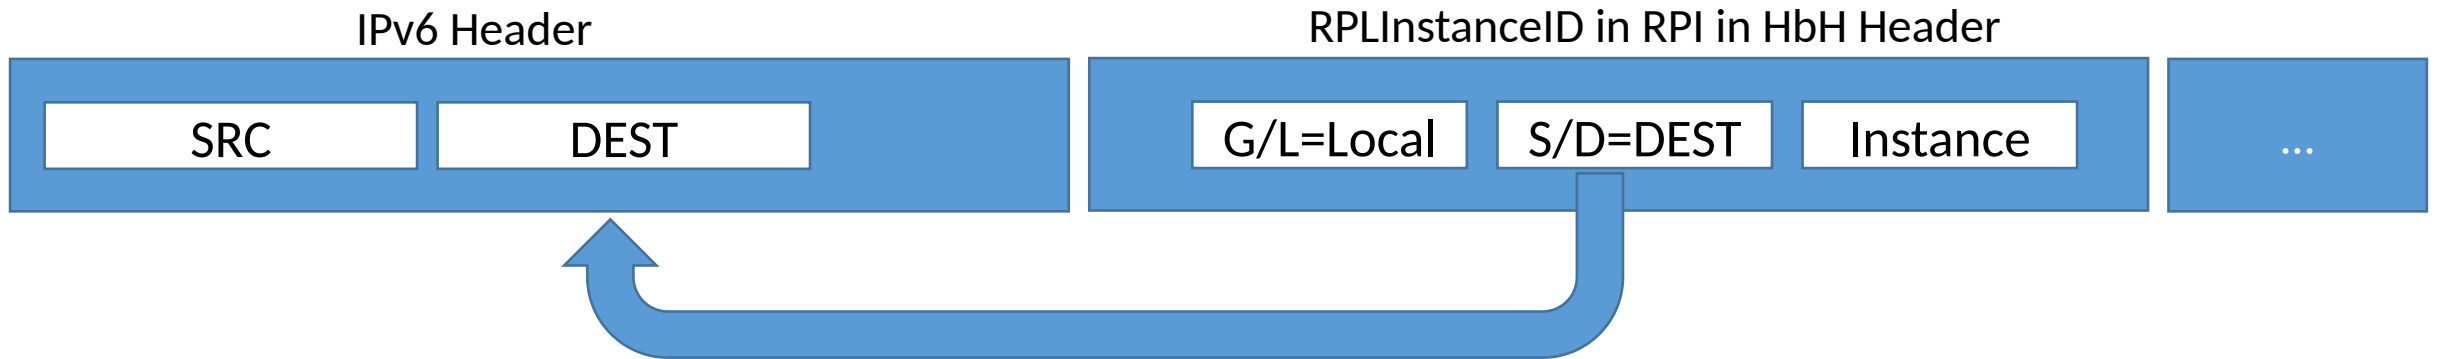 IPv6 Header
RPLInstanceID in RPI in HbH Header
SRC
DEST
G/L=Local
S/D=DEST
Instance
...